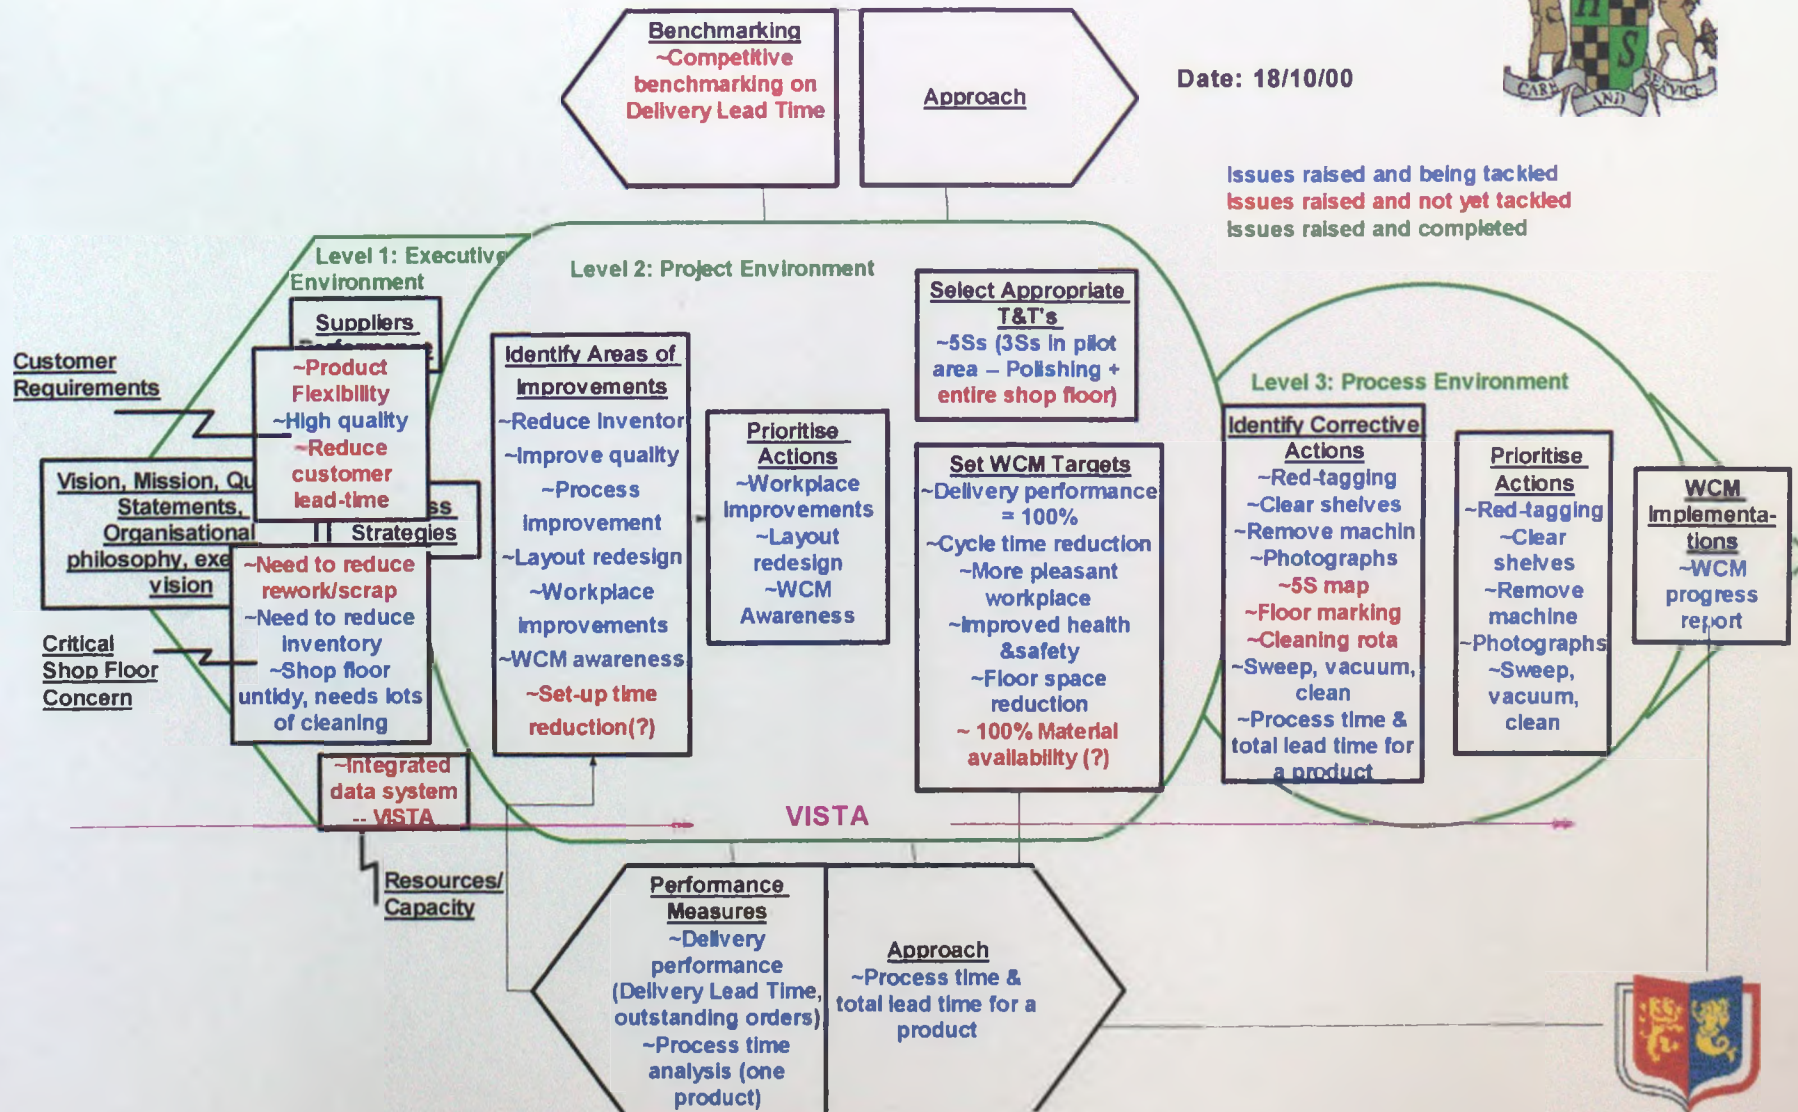 Benchmarking
~Competitive
benchmarking on
Delivery Lead Time
Approach
Date: 18/10/00
H
S
CARE AND SERVICE
Issues raised and being tackled
Issues raised and not yet tackled
Issues raised and completed
Level 1: Executive
Environment
Level 2: Project Environment
Level 3: Process Environment
Suppliers
Customer
Requirements
~Product
Flexibility
~High quality
~Reduce
customer
lead-time
Vision, Mission, Qu
Statements,
Organisational
philosophy, exe
vision
ss
Strategies
~Need to reduce
rework/scrap
~Need to reduce
inventory
~Shop floor
untidy, needs lots
of cleaning
Critical
Shop Floor
Concern
~Integrated
data system
-- VISTA
Resources/
Capacity
Identify Areas of
Improvements
~Reduce Inventor
~Improve quality
~Process
improvement
~Layout redesign
~Workplace
improvements
~WCM awareness
~Set-up time
reduction(?)
Prioritise
Actions
~Workplace
improvements
~Layout
redesign
~WCM
Awareness
Select Appropriate
T&T's
~5Ss (3Ss in pilot
area – Polishing +
entire shop floor)
Set WCM Targets
~Delivery performance
= 100%
~Cycle time reduction
~More pleasant
workplace
~Improved health
&safety
~Floor space
reduction
~ 100% Material
availability (?)
Identify Corrective
Actions
~Red-tagging
~Clear shelves
~Remove machin
~Photographs
~5S map
~Floor marking
~Cleaning rota
~Sweep, vacuum,
clean
~Process time &
total lead time for
a product
Prioritise
Actions
~Red-tagging
~Clear
shelves
~Remove
machine
~Photographs
~Sweep,
vacuum,
clean
WCM
Implementa-
tions
~WCM
progress
report
VISTA
Performance
Measures
~Delivery
performance
(Delivery Lead Time,
outstanding orders)
~Process time
analysis (one
product)
Approach
~Process time &
total lead time for a
product